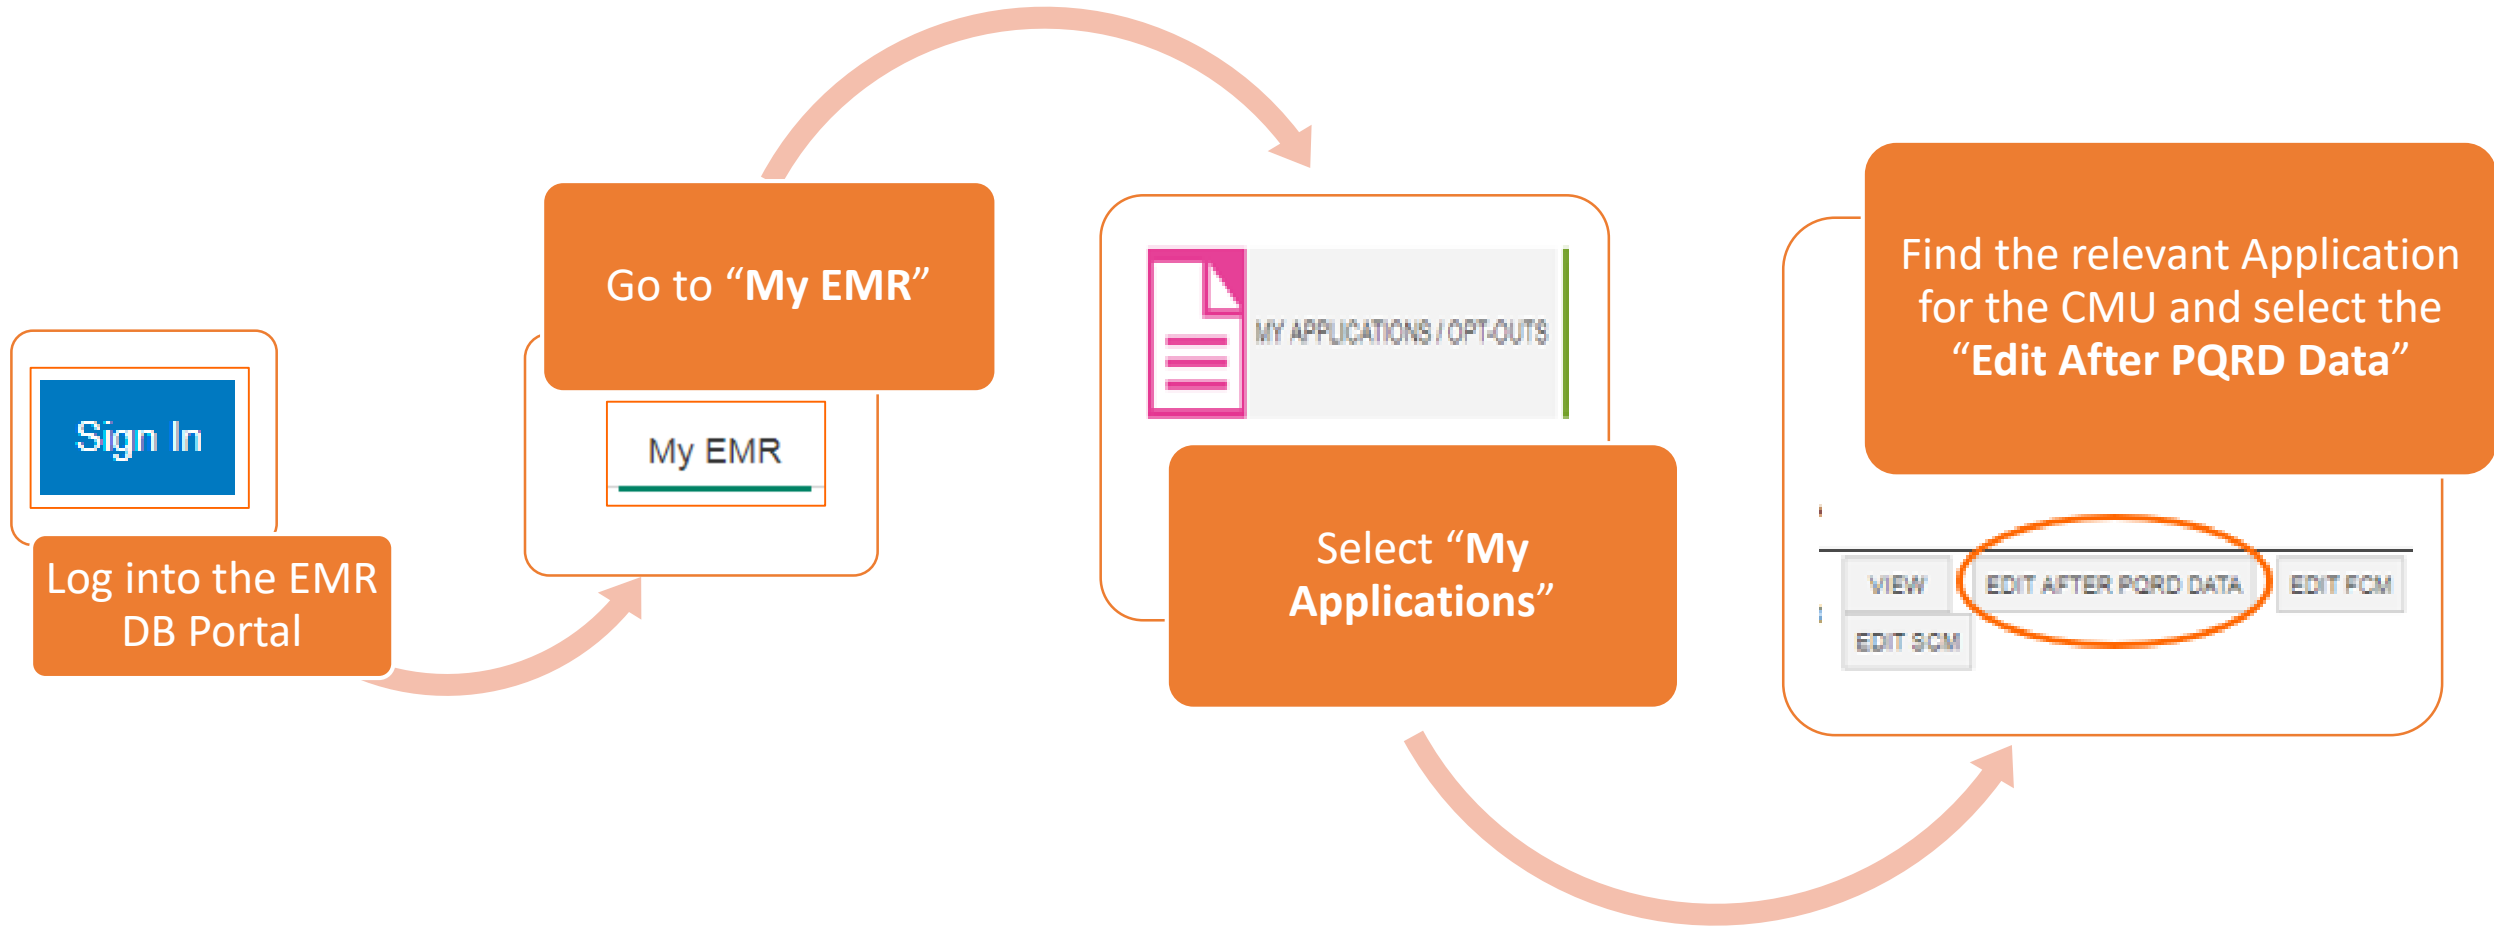 Sign In
Log into the EMR
DB Portal
Go to “My EMR”
My EMR
MY APPLICATIONS / OPT-OUTS
Select “My
Applications”
Find the relevant Application
for the CMU and select the
“Edit After PQRD Data”
VIEW
EDIT AFTER PQRD DATA
EDIT FCM
EDIT SCM